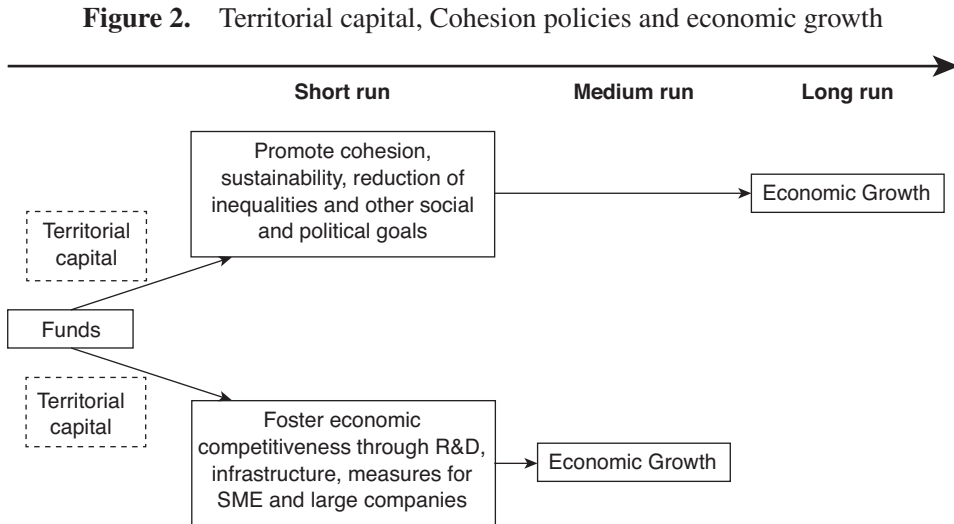 Figure 2. Territorial capital, Cohesion policies and economic growth
Short run
Medium run
Long run
Promote cohesion,
sustainability, reduction of
inequalities and other social
and political goals
Economic Growth
Territorial
capital
Funds
Territorial
capital
Foster economic
competitiveness through R&D,
infrastructure, measures for
SME and large companies
Economic Growth